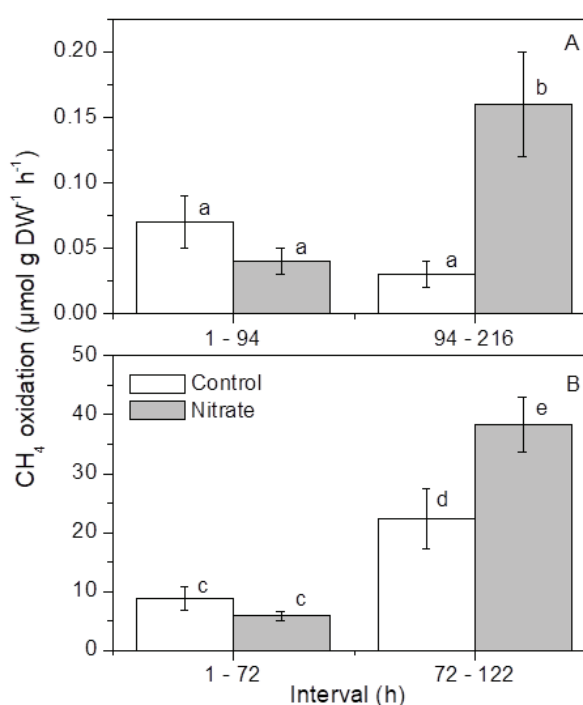 A
0.20
b
0.15
0.10
a
a
a
0.05
0.00
1 - 94
94 - 216
CH4 oxidation (µmol g DW-1 h-1)
50
Control
B
Nitrate
e
40
30
d
20
c
c
10
0
1 - 72
72 - 122
Interval (h)